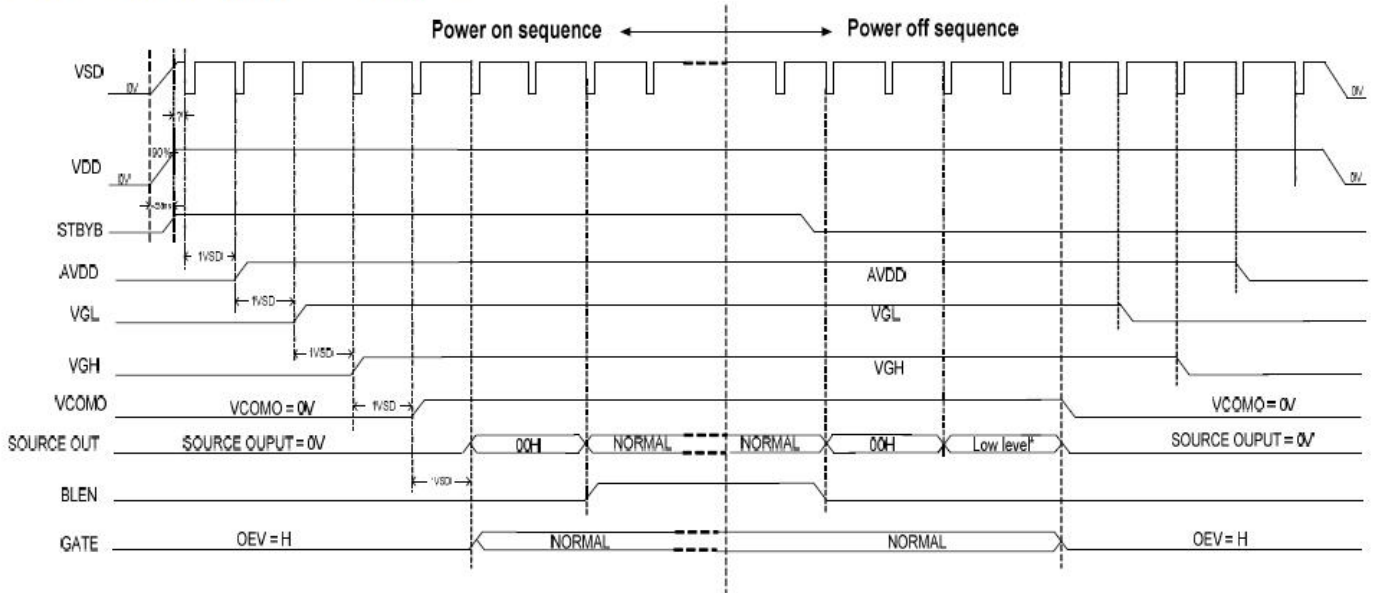 Power on sequence
Power off sequence
VSD
0V
0V
VDD
90%
0V
0V
STBYB
1VSD
AVDD
AVDD
1VSD
VGL
VGL
1VSD
VGH
VGH
VCOMO
VCOMO = 0V
1VSD
VCOMO = 0V
SOURCE OUT
SOURCE OUPUT = 0V
00H
NORMAL
NORMAL
00H
Low level
SOURCE OUPUT = 0V
1VSD
BLEN
GATE
OEV = H
NORMAL
NORMAL
OEV = H